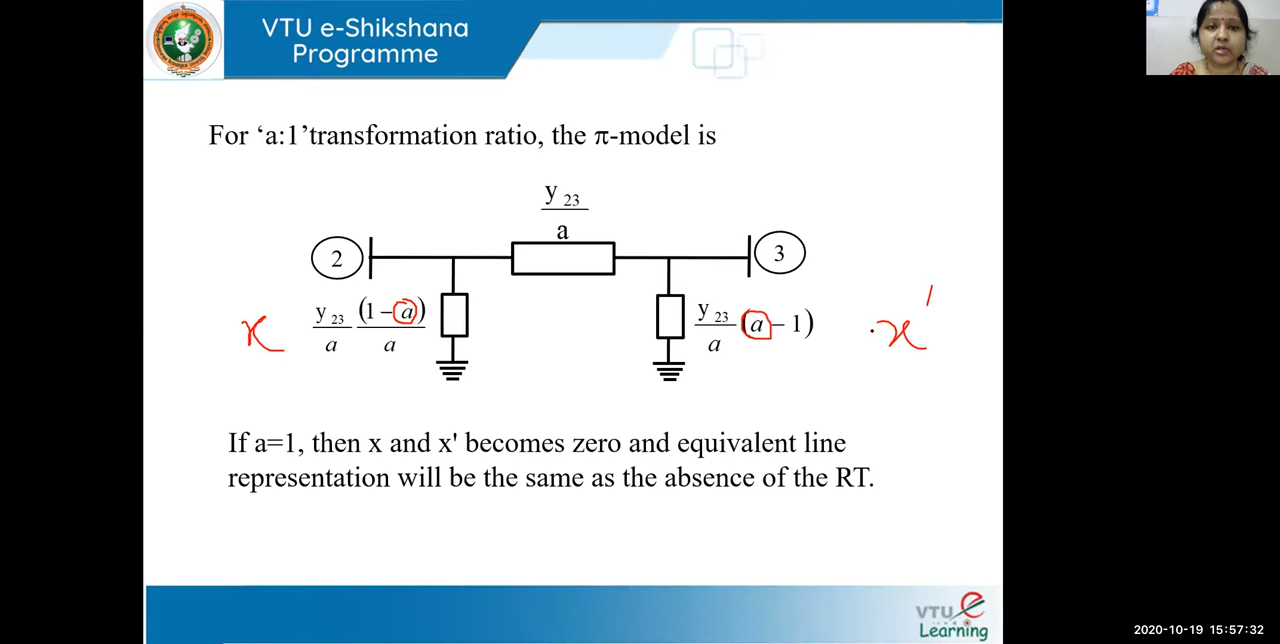 VTU e-Shikshana
Programme
For ‘a:1’transformation ratio, the π-model is
y 23
a
2
3
x
y 23 (1 − a)
a a
y 23 (a − 1)
a
x'
If a=1, then x and x' becomes zero and equivalent line
representation will be the same as the absence of the RT.
VTU e
Learning
2020-10-19 15:57:32